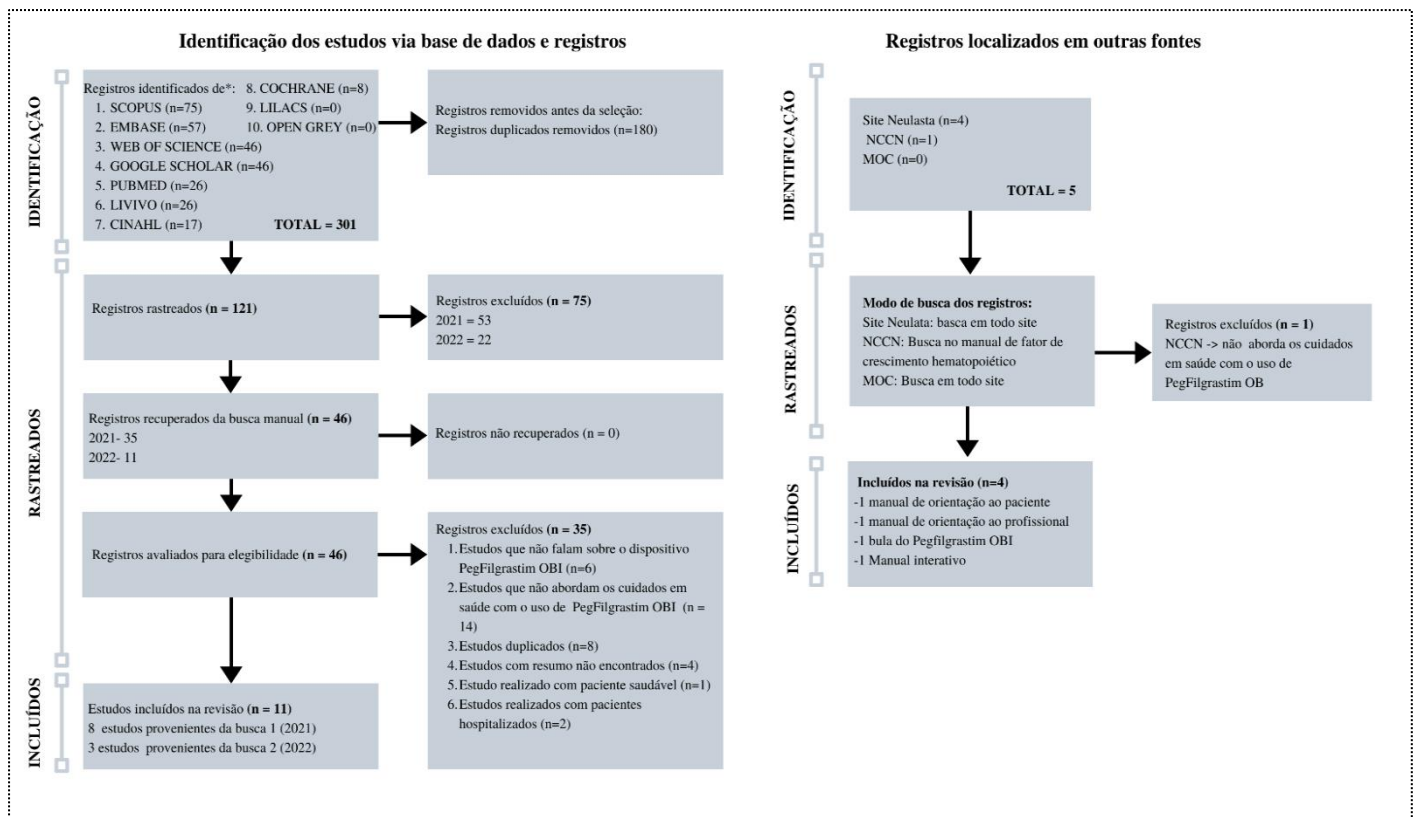 Identificação dos estudos via base de dados e registros
IDENTIFICAÇÃO
Registros identificados de*:
1. SCOPUS (n=75)
2. EMBASE (n=57)
3. WEB OF SCIENCE (n=46)
4. GOOGLE SCHOLAR (n=46)
5. PUBMED (n=26)
6. LIVIVO (n=26)
7. CINAHL (n=17)
8. COCHRANE (n=8)
9. LILACS (n=0)
10. OPEN GREY (n=0)
TOTAL = 301
Registros removidos antes da seleção:
Registros duplicados removidos (n=180)
RASTREADOS
Registros rastreados (n = 121)
Registros excluídos (n = 75)
2021 = 53
2022 = 22
Registros recuperados da busca manual (n = 46)
2021- 35
2022- 11
Registros não recuperados (n = 0)
Registros avaliados para elegibilidade (n = 46)
Registros excluídos (n = 35)
1. Estudos que não falam sobre o dispositivo
PegFilgrastim OBI (n=6)
2. Estudos que não abordam os cuidados em
saúde com o uso de PegFilgrastim OBI (n =
14)
3. Estudos duplicados (n=8)
4. Estudos com resumo não encontrados (n=4)
5. Estudo realizado com paciente saudável (n=1)
6. Estudos realizados com pacientes
hospitalizados (n=2)
INCLUÍDOS
Estudos incluídos na revisão (n = 11)
8 estudos provenientes da busca 1 (2021)
3 estudos provenientes da busca 2 (2022)
Registros localizados em outras fontes
IDENTIFICAÇÃO
Site Neulasta (n=4)
NCCN (n=1)
MOC (n=0)
TOTAL = 5
RASTREADOS
Modo de busca dos registros:
Site Neulata: basca em todo site
NCCN: Busca no manual de fator de
crescimento hematopoiético
MOC: Busca em todo site
Registros excluídos (n = 1)
NCCN -> não aborda os cuidados
em saúde com o uso de
PegFilgrastim OB
INCLUÍDOS
Incluídos na revisão (n=4)
-1 manual de orientação ao paciente
-1 manual de orientação ao profissional
-1 bula do Pegfilgrastim OBI
-1 Manual interativo